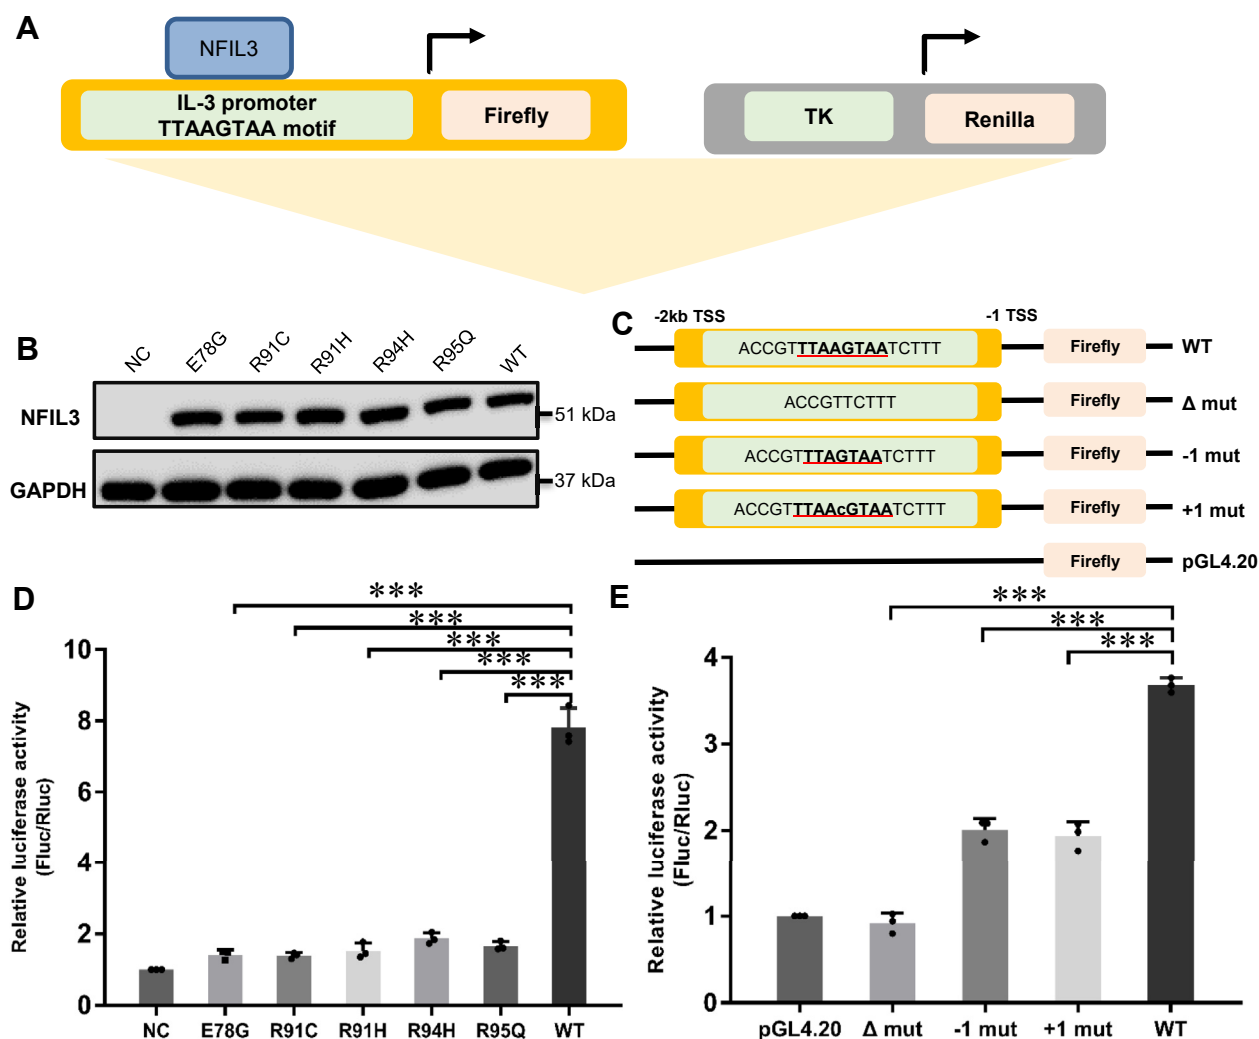 A
NFIL3
IL-3 promoter
TTAAGTAA motif
Firefly
TK
Renilla
B
NC
E78G
R91C
R91H
R94H
R95Q
WT
NFIL3
51 kDa
GAPDH
37 kDa
C
-2kb TSS
-1 TSS
ACCGTTTAAGTAATCTTT
Firefly
WT
ACCGTTCTTT
Firefly
Δ mut
ACCGTTTAGTAATCTTT
Firefly
-1 mut
ACCGTTTAAcGTAATCTTT
Firefly
+1 mut
Firefly
pGL4.20
D
***
***
***
***
***
Relative luciferase activity
(Fluc/Rluc)
10
8
6
4
2
0
NC
E78G
R91C
R91H
R94H
R95Q
WT
E
***
***
***
Relative luciferase activity
(Fluc/Rluc)
4
3
2
1
0
pGL4.20
Δ mut
-1 mut
+1 mut
WT